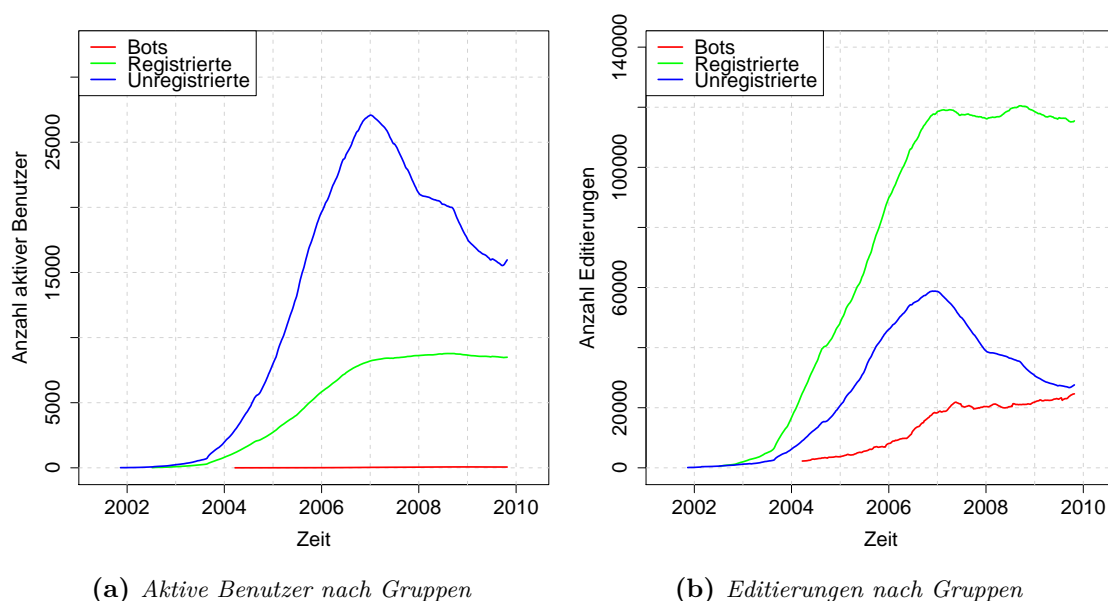 Bots
Registrierte
Unregistrierte
Anzahl aktiver Benutzer
0
5000
15000
25000
2002
2004
2006
2008
2010
Zeit
(a) Aktive Benutzer nach Gruppen
Bots
Registrierte
Unregistrierte
Anzahl Editierungen
0
20000
60000
100000
140000
2002
2004
2006
2008
2010
Zeit
(b) Editierungen nach Gruppen